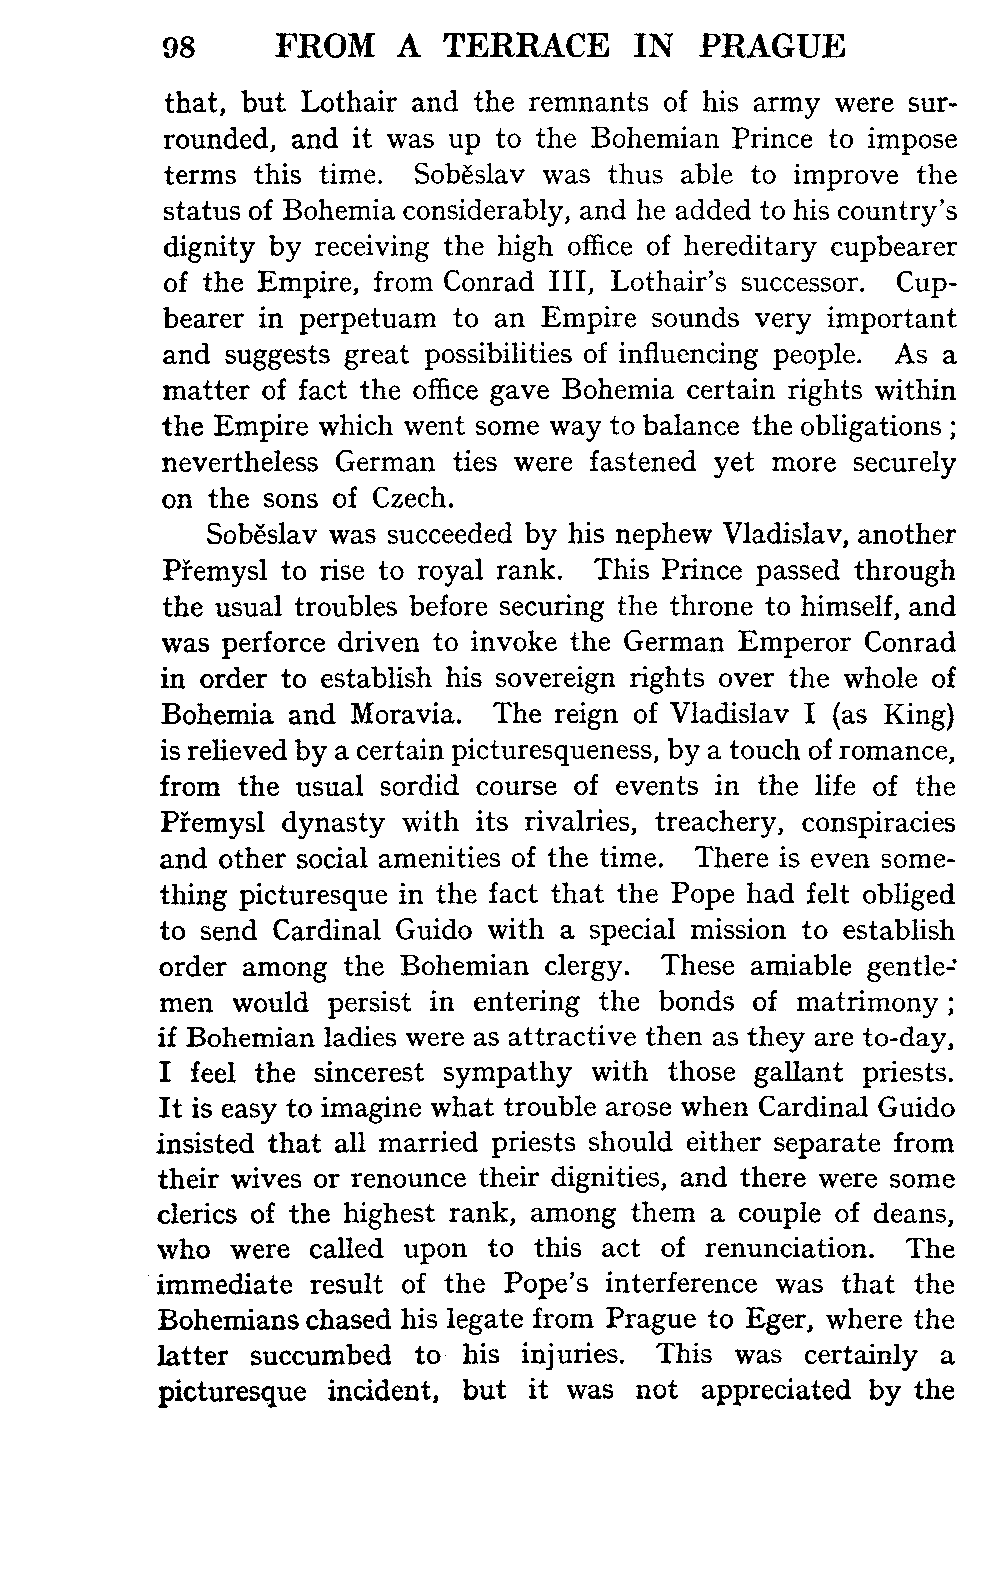 98 FROM A TERRACE IN PRAGUE
that, but Lothair and the remnants of his army were sur-
rounded, and it was up to the Bohemian Prince to impose
terms this time. Soběslav was thus able to improve the
status of Bohemia considerably, and he added to his country's
dignity by receiving the high office of hereditary cupbearer
of the Empire, from Conrad III, Lothair's successor. Cup-
bearer in perpetuam to an Empire sounds very important
and suggests great possibilities of influencing people. As a
matter of fact the office gave Bohemia certain rights within
the Empire which went some way to balance the obligations ;
nevertheless German ties were fastened yet more securely
on the sons of Czech.
Soběslav was succeeded by his nephew Vladislav, another
Přemysl to rise to royal rank. This Prince passed through
the usual troubles before securing the throne to himself, and
was perforce driven to invoke the German Emperor Conrad
in order to establish his sovereign rights over the whole of
Bohemia and Moravia. The reign of Vladislav I (as King)
is relieved by a certain picturesqueness, by a touch of romance,
from the usual sordid course of events in the life of the
Přemysl dynasty with its rivalries, treachery, conspiracies
and other social amenities of the time. There is even some-
thing picturesque in the fact that the Pope had felt obliged
to send Cardinal Guido with a special mission to establish
order among the Bohemian clergy. These amiable gentle-
men would persist in entering the bonds of matrimony ;
if Bohemian ladies were as attractive then as they are to-day,
I feel the sincerest sympathy with those gallant priests.
It is easy to imagine what trouble arose when Cardinal Guido
insisted that all married priests should either separate from
their wives or renounce their dignities, and there were some
clerics of the highest rank, among them a couple of deans,
who were called upon to this act of renunciation. The
immediate result of the Pope's interference was that the
Bohemians chased his legate from Prague to Eger, where the
latter succumbed to his injuries. This was certainly a
picturesque incident, but it was not appreciated by the